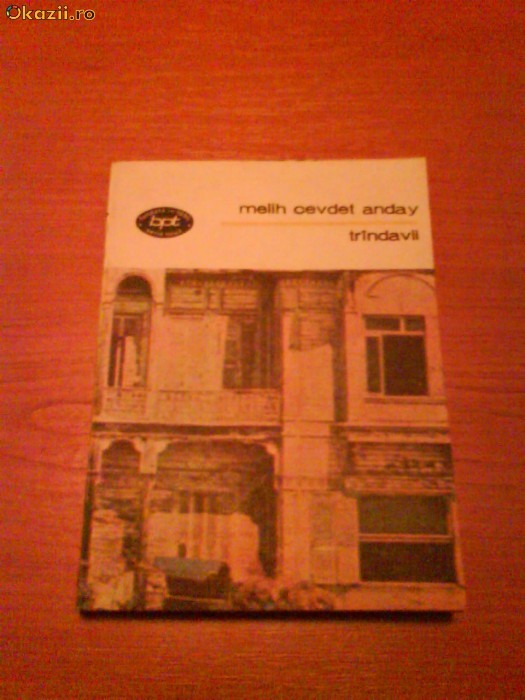 Okazii.ro
melih cevdet anday
trîndavii
bpt